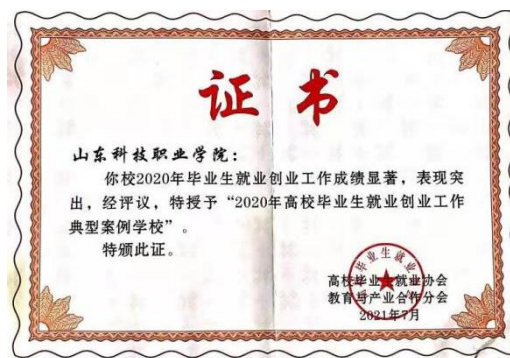 证书
山东科技职业学院：
你校2020年毕业生就业创业工作成绩显著，表现突
出，经评议，特授予“2020年高校毕业生就业创业工作
典型案例学校”。
特颁此证。
高校毕业生就业协会
教育与产业合作分会
2021年7月